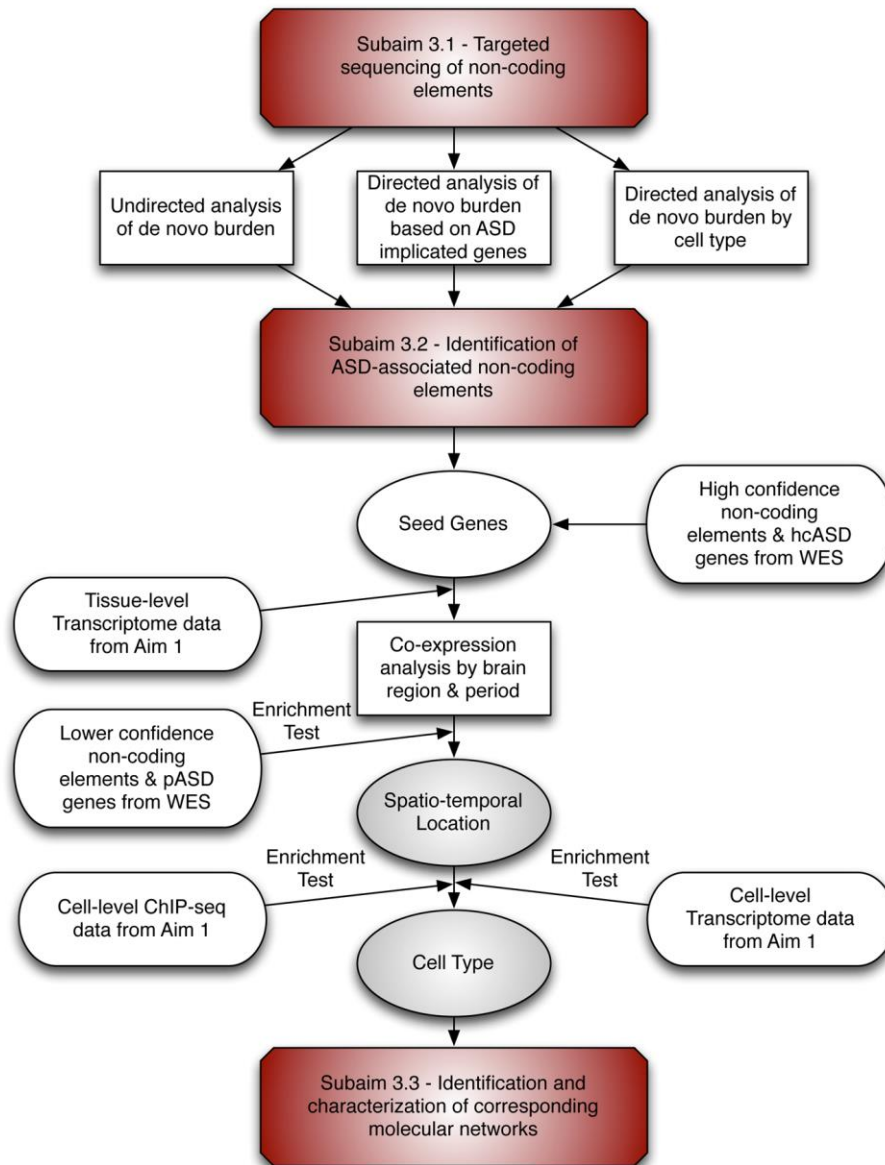 Subaim 3.1 - Targeted
sequencing of non-coding
elements
Undirected analysis
of de novo burden
Directed analysis of
de novo burden
based on ASD
implicated genes
Directed analysis of
de novo burden by
cell type
Subaim 3.2 - Identification of
ASD-associated non-coding
elements
Seed Genes
High confidence
non-coding
elements & hcASD
genes from WES
Tissue-level
Transcriptome data
from Aim 1
Co-expression
analysis by brain
region & period
Enrichment
Test
Lower confidence
non-coding
elements & pASD
genes from WES
Spatio-temporal
Location
Enrichment
Test
Enrichment
Test
Cell-level ChIP-seq
data from Aim 1
Cell-level
Transcriptome data
from Aim 1
Cell Type
Subaim 3.3 - Identification and
characterization of corresponding
molecular networks